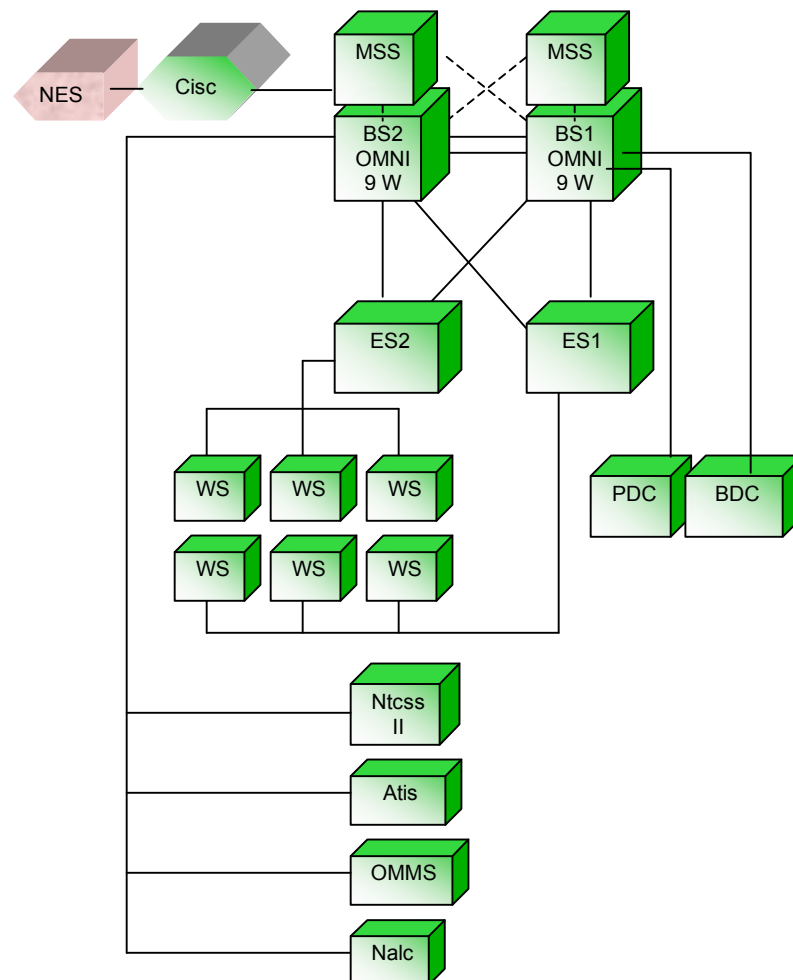 MSS
MSS
NES
Cisc
BS2
OMNI
9 W
BS1
OMNI
9 W
ES2
ES1
WS
WS
WS
PDC
BDC
WS
WS
WS
Ntcss
II
Atis
OMMS
Nalc